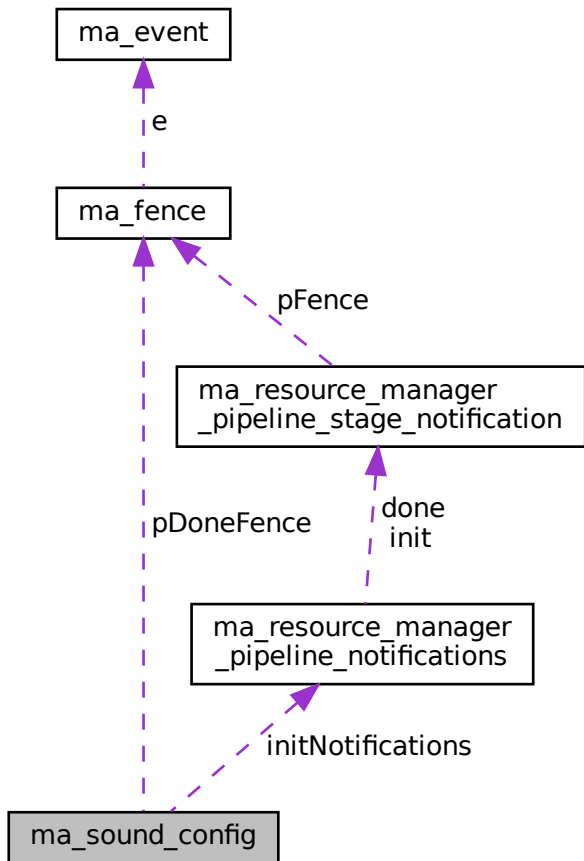 ma_event
e
ma_fence
pFence
ma_resource_manager
_pipeline_stage_notification
pDoneFence
done
init
ma_resource_manager
_pipeline_notifications
initNotifications
ma_sound_config